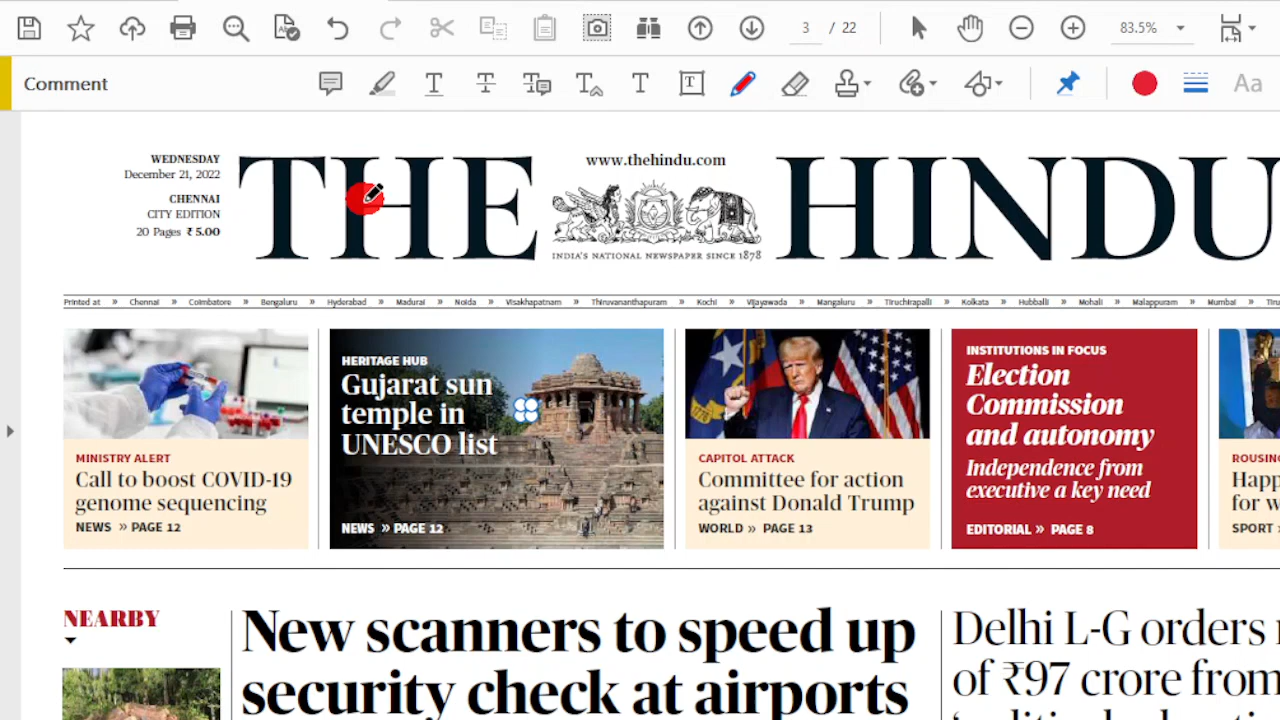 3 / 22
83.5%
Comment
Aa
WEDNESDAY
December 21, 2022
CHENNAI
CITY EDITION
20 Pages ₹ 5.00
THE HINDU
www.thehindu.com
INDIA'S NATIONAL NEWSPAPER SINCE 1878
Printed at » Chennai » Coimbatore » Bengaluru » Hyderabad » Madurai » Noida » Visakhapatnam » Thiruvananthapuram » Kochi » Vijayawada » Mangaluru » Tiruchirapalli » Kolkata » Hubballi » Mohali » Malappuram » Mumbai »
MINISTRY ALERT
Call to boost COVID-19
genome sequencing
NEWS » PAGE 12
HERITAGE HUB
Gujarat sun
temple in
UNESCO list
NEWS » PAGE 12
CAPITOL ATTACK
Committee for action
against Donald Trump
WORLD » PAGE 13
INSTITUTIONS IN FOCUS
Election
Commission
and autonomy
Independence from
executive a key need
EDITORIAL » PAGE 8
for
SPORT
NEARBY
New scanners to speed up
security check at airports
Delhi L-G orders
of ₹97 crore from